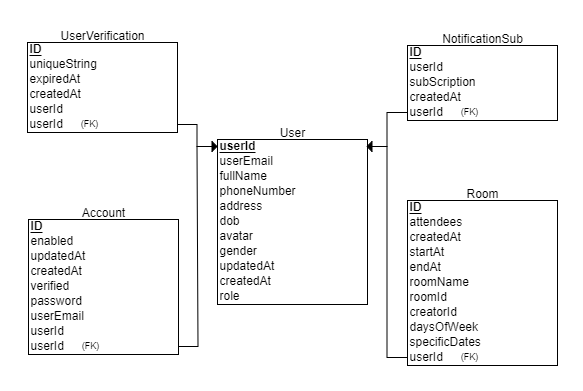 UserVerification
ID
uniqueString
expiredAt
createdAt
userId
userId (FK)
NotificationSub
ID
userId
subScription
createdAt
userId (FK)
User
userId
userEmail
fullName
phoneNumber
address
dob
avatar
gender
updatedAt
createdAt
role
Account
ID
enabled
updatedAt
createdAt
verified
password
userEmail
userId
userId (FK)
Room
ID
attendees
createdAt
startAt
endAt
roomName
roomId
creatorId
daysOfWeek
specificDates
userId (FK)